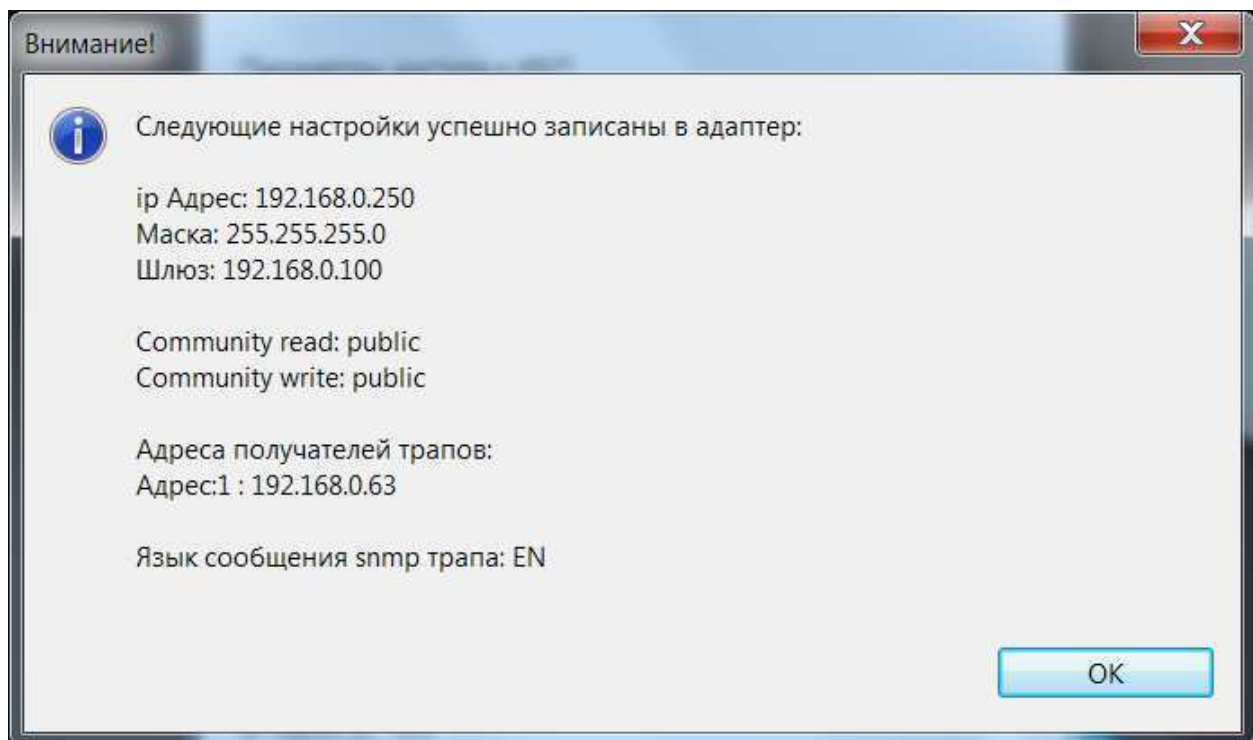 Внимание!
Следующие настройки успешно записаны в адаптер:
ip Адрес: 192.168.0.250
Маска: 255.255.255.0
Шлюз: 192.168.0.100
Community read: public
Community write: public
Адреса получателей трапов:
Адрес:1 : 192.168.0.63
Язык сообщения snmp трапа: EN
OK